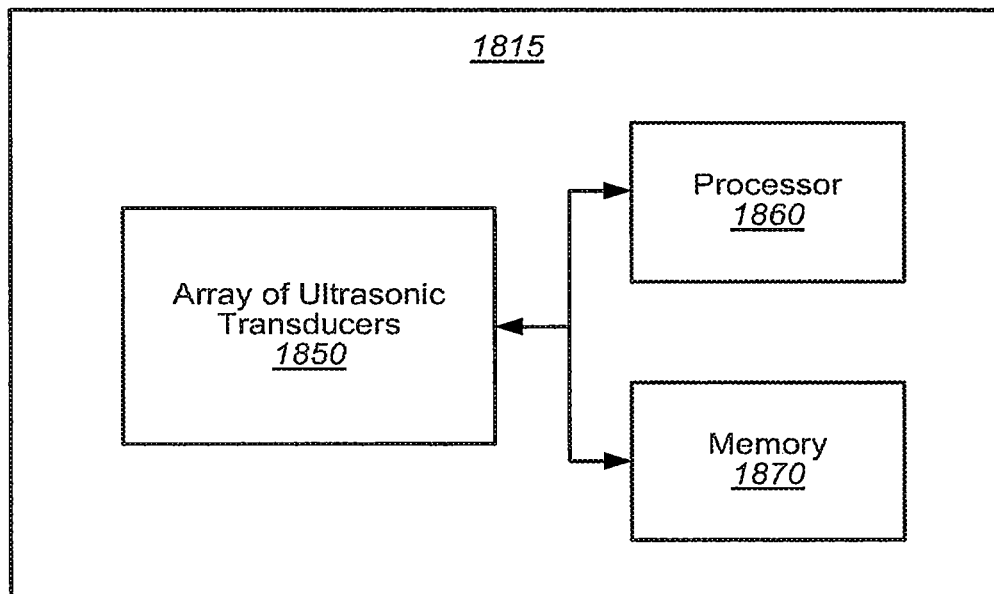 1815
Processor
1860
Array of Ultrasonic
Transducers
1850
Memory
1870